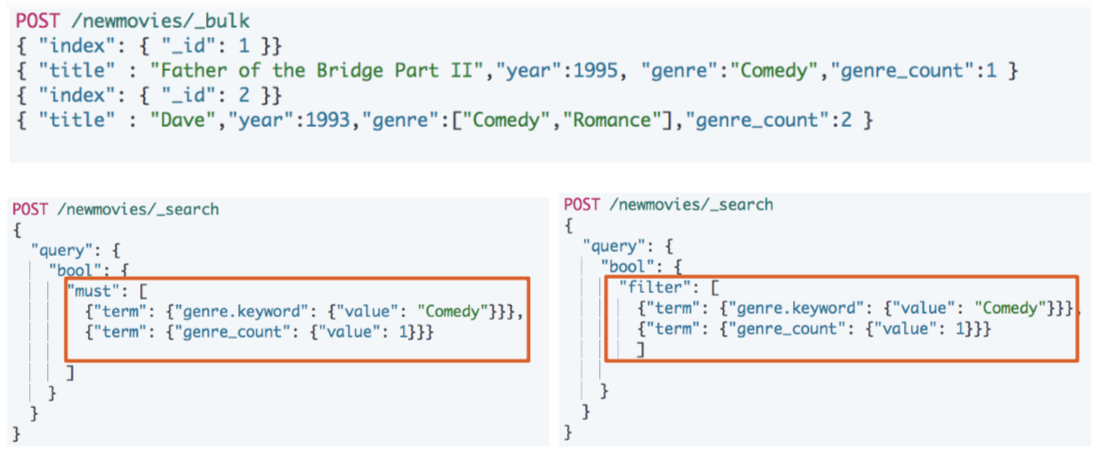 POST /newmovies/_bulk
{ "index": { "_id": 1 }}
{ "title" : "Father of the Bridge Part II","year":1995, "genre":"Comedy","genre_count":1 }
{ "index": { "_id": 2 }}
{ "title" : "Dave","year":1993,"genre":["Comedy","Romance"],"genre_count":2 }
POST /newmovies/_search
{
"query": {
"bool": {
"must": [
{"term": {"genre.keyword": {"value": "Comedy"}}},
{"term": {"genre_count": {"value": 1}}}
]
}
}
}
POST /newmovies/_search
{
"query": {
"bool": {
"filter": [
{"term": {"genre.keyword": {"value": "Comedy"}}},
{"term": {"genre_count": {"value": 1}}}
]
}
}
}